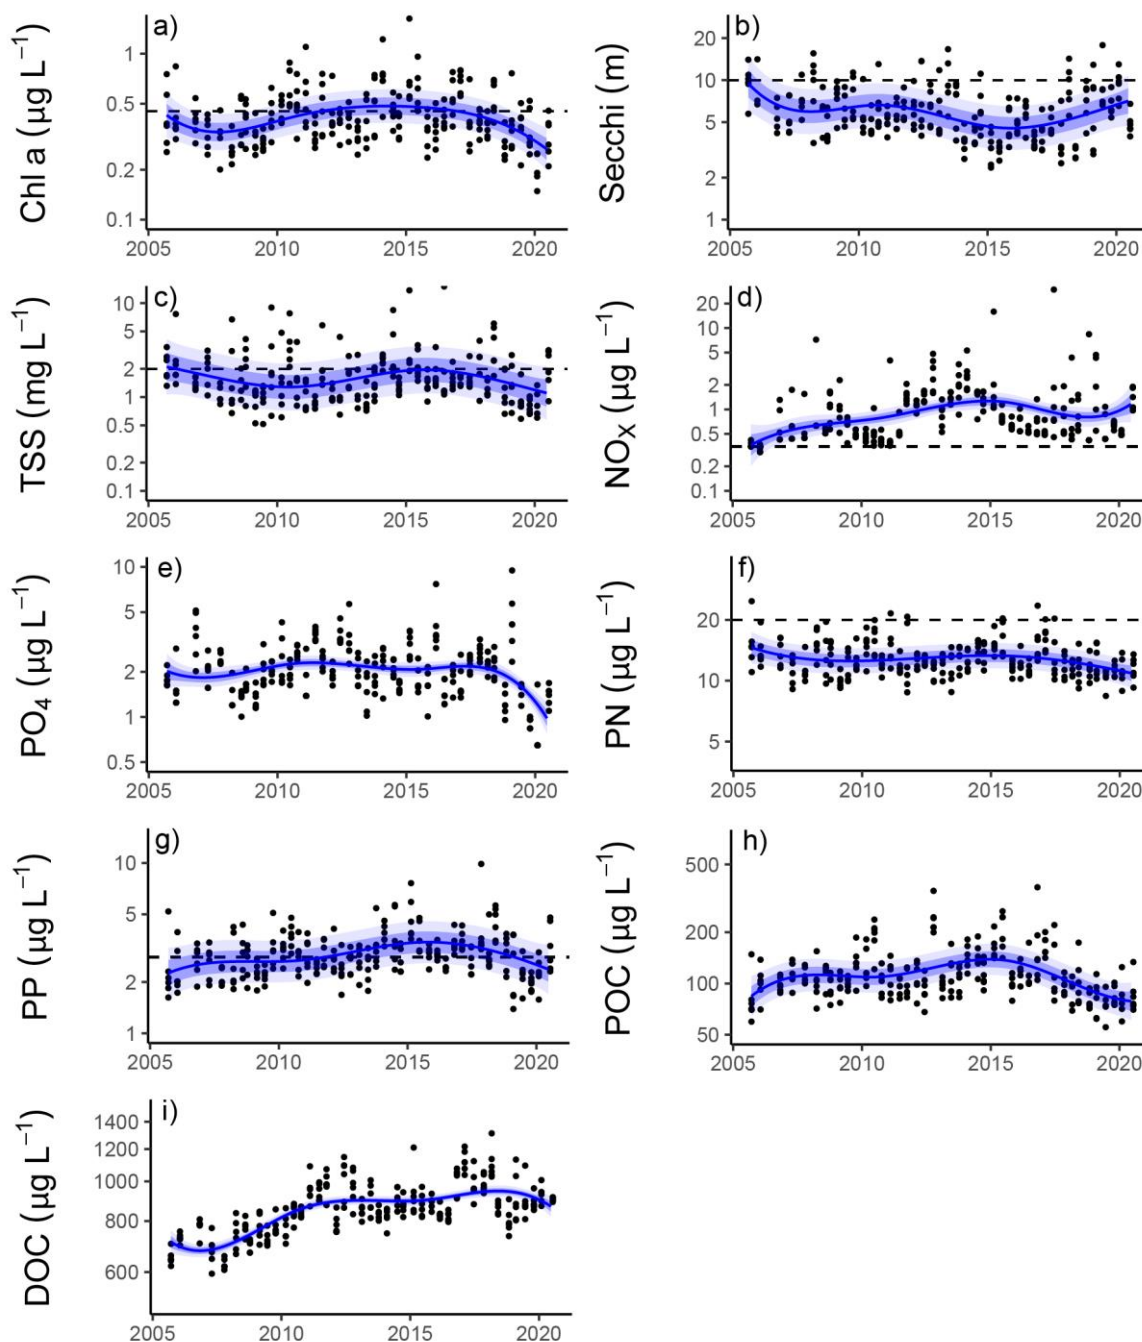 a)
Chl a (µg L⁻¹)
1
0.5
0.2
0.1
2005 2010 2015 2020
b)
Secchi (m)
20
10
5
2
1
2005 2010 2015 2020
c)
TSS (mg L⁻¹)
10
5
2
1
0.5
0.2
0.1
2005 2010 2015 2020
d)
NOₓ (µg L⁻¹)
20
10
5
2
1
0.5
0.2
0.1
2005 2010 2015 2020
e)
PO₄ (µg L⁻¹)
10
5
2
1
0.5
2005 2010 2015 2020
f)
PN (µg L⁻¹)
20
10
5
2005 2010 2015 2020
g)
PP (µg L⁻¹)
10
5
2
1
2005 2010 2015 2020
h)
POC (µg L⁻¹)
500
200
100
50
2005 2010 2015 2020
i)
DOC (µg L⁻¹)
1400
1200
1000
800
600
2005 2010 2015 2020